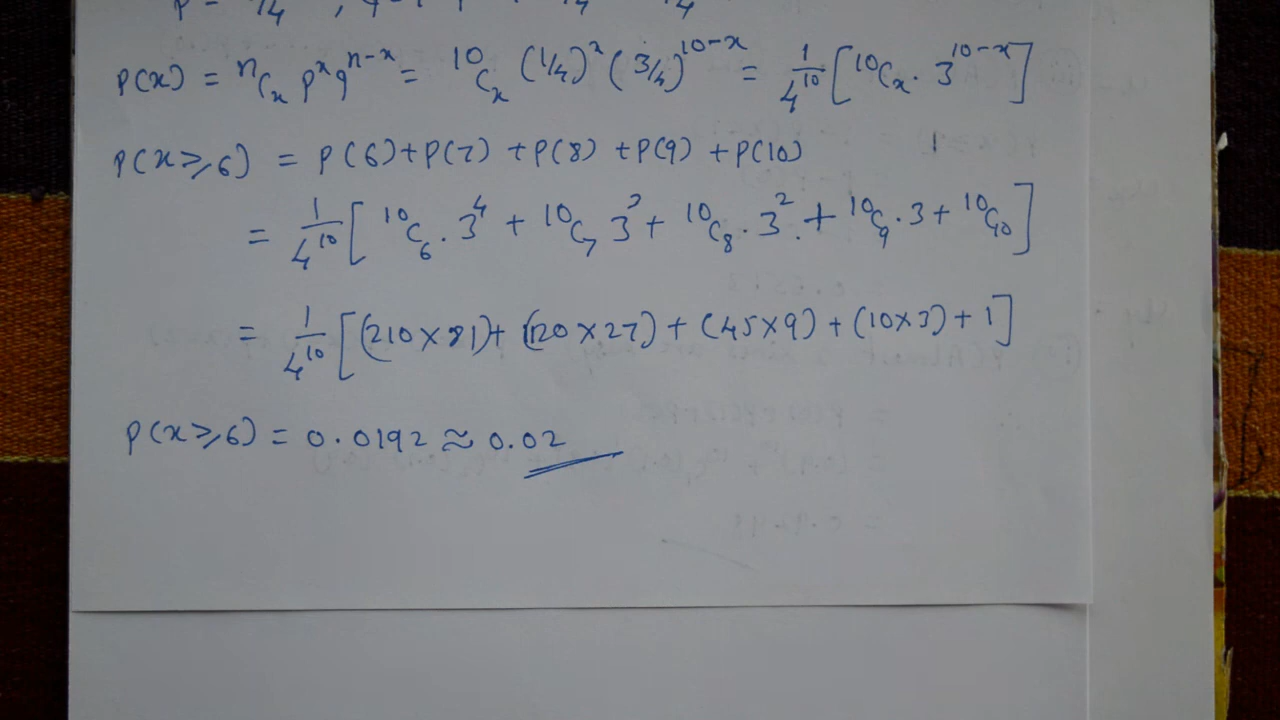 P(x) = ⁿCₓ pˣ qⁿ⁻ˣ = ¹⁰Cₓ (1/4)ˣ (3/4)¹⁰⁻ˣ = 1/4¹⁰ [¹⁰Cₓ . 3¹⁰⁻ˣ]
P(x ≥ 6) = P(6) + P(7) + P(8) + P(9) + P(10)
= 1/4¹⁰ [¹⁰C₆ . 3⁴ + ¹⁰C₇ 3³ + ¹⁰C₈ . 3² . + ¹⁰C₉ . 3 + ¹⁰C₁₀]
= 1/4¹⁰ [(210 × 81) + (120 × 27) + (45 × 9) + (10 × 3) + 1]
P(x ≥ 6) = 0.0192 ≈ 0.02